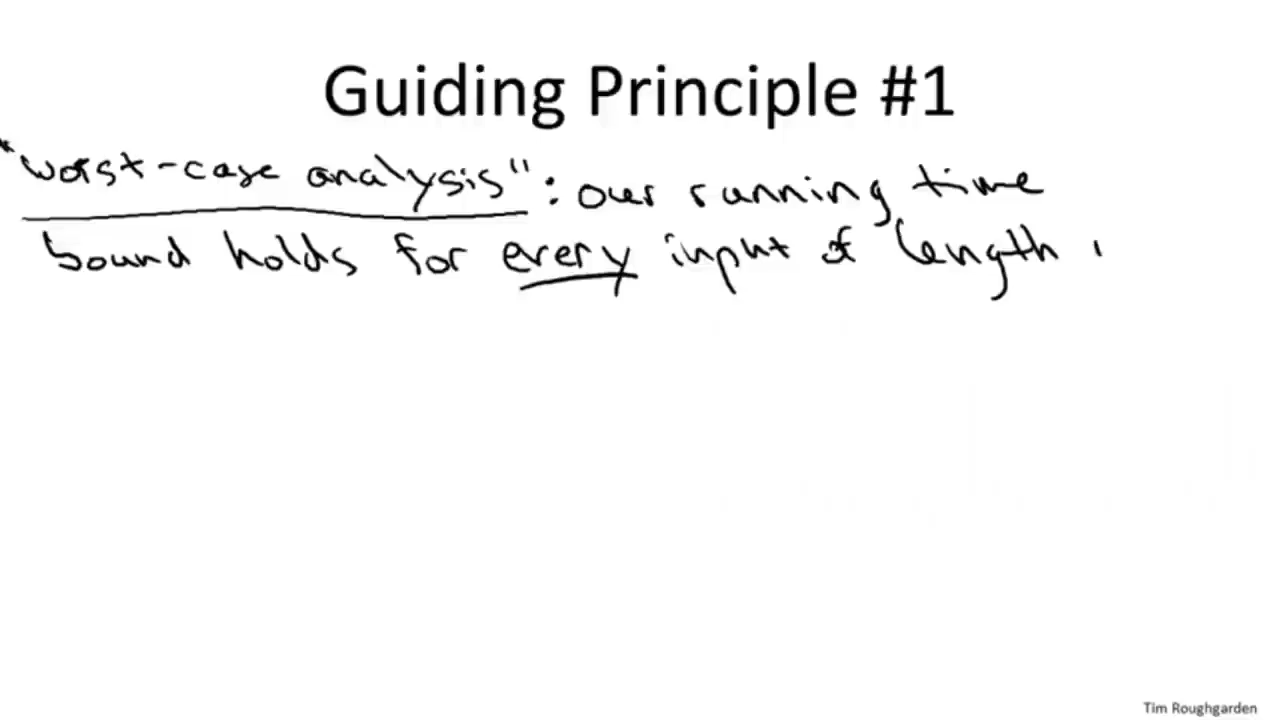 Guiding Principle #1
"worst-case analysis" : our running time
bound holds for every input of length
Tim Roughgarden